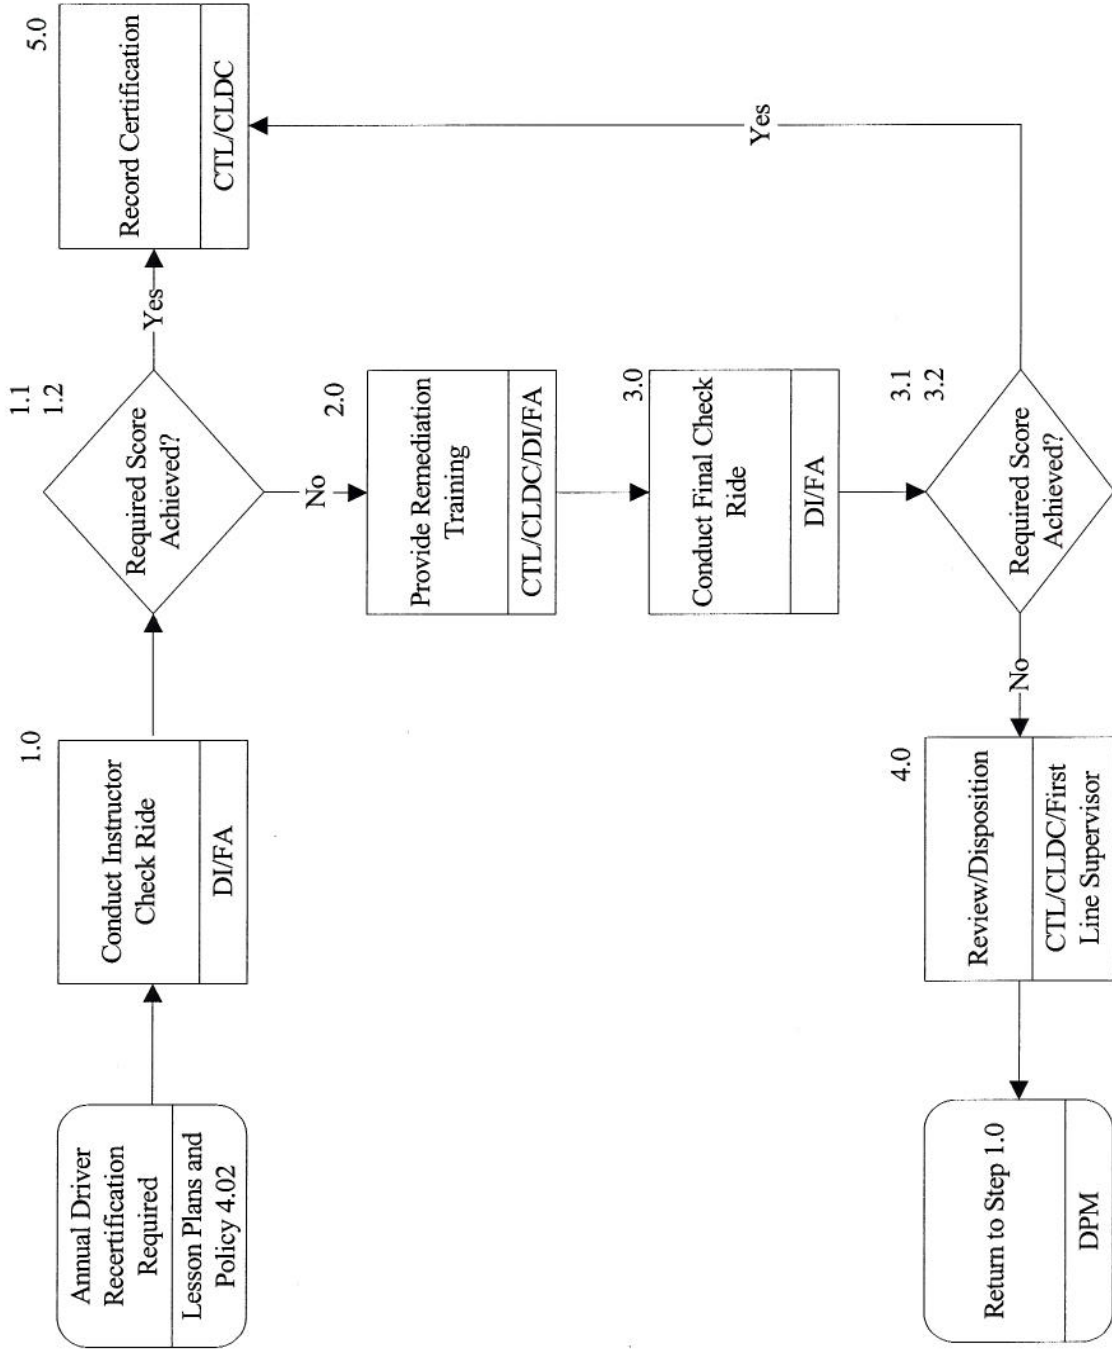 Annual Driver
Recertification
Required
Lesson Plans and
Policy 4.02
1.0
Conduct Instructor
Check Ride
DI/FA
1.1
1.2
Required Score
Achieved?
Yes
5.0
Record Certification
CTL/CLDC
No
2.0
Provide Remediation
Training
CTL/CLDC/DI/FA
3.0
Conduct Final Check
Ride
DI/FA
3.1
3.2
Required Score
Achieved?
Yes
No
4.0
Review/Disposition
CTL/CLDC/First
Line Supervisor
Return to Step 1.0
DPM